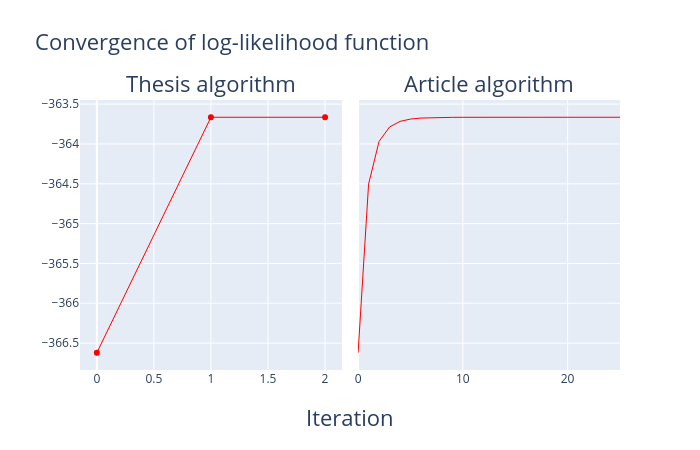 Convergence of log-likelihood function
Thesis algorithm
Article algorithm
−363.5
−364
−364.5
−365
−365.5
−366
−366.5
0 0.5 1 1.5 2
0 10 20
Iteration